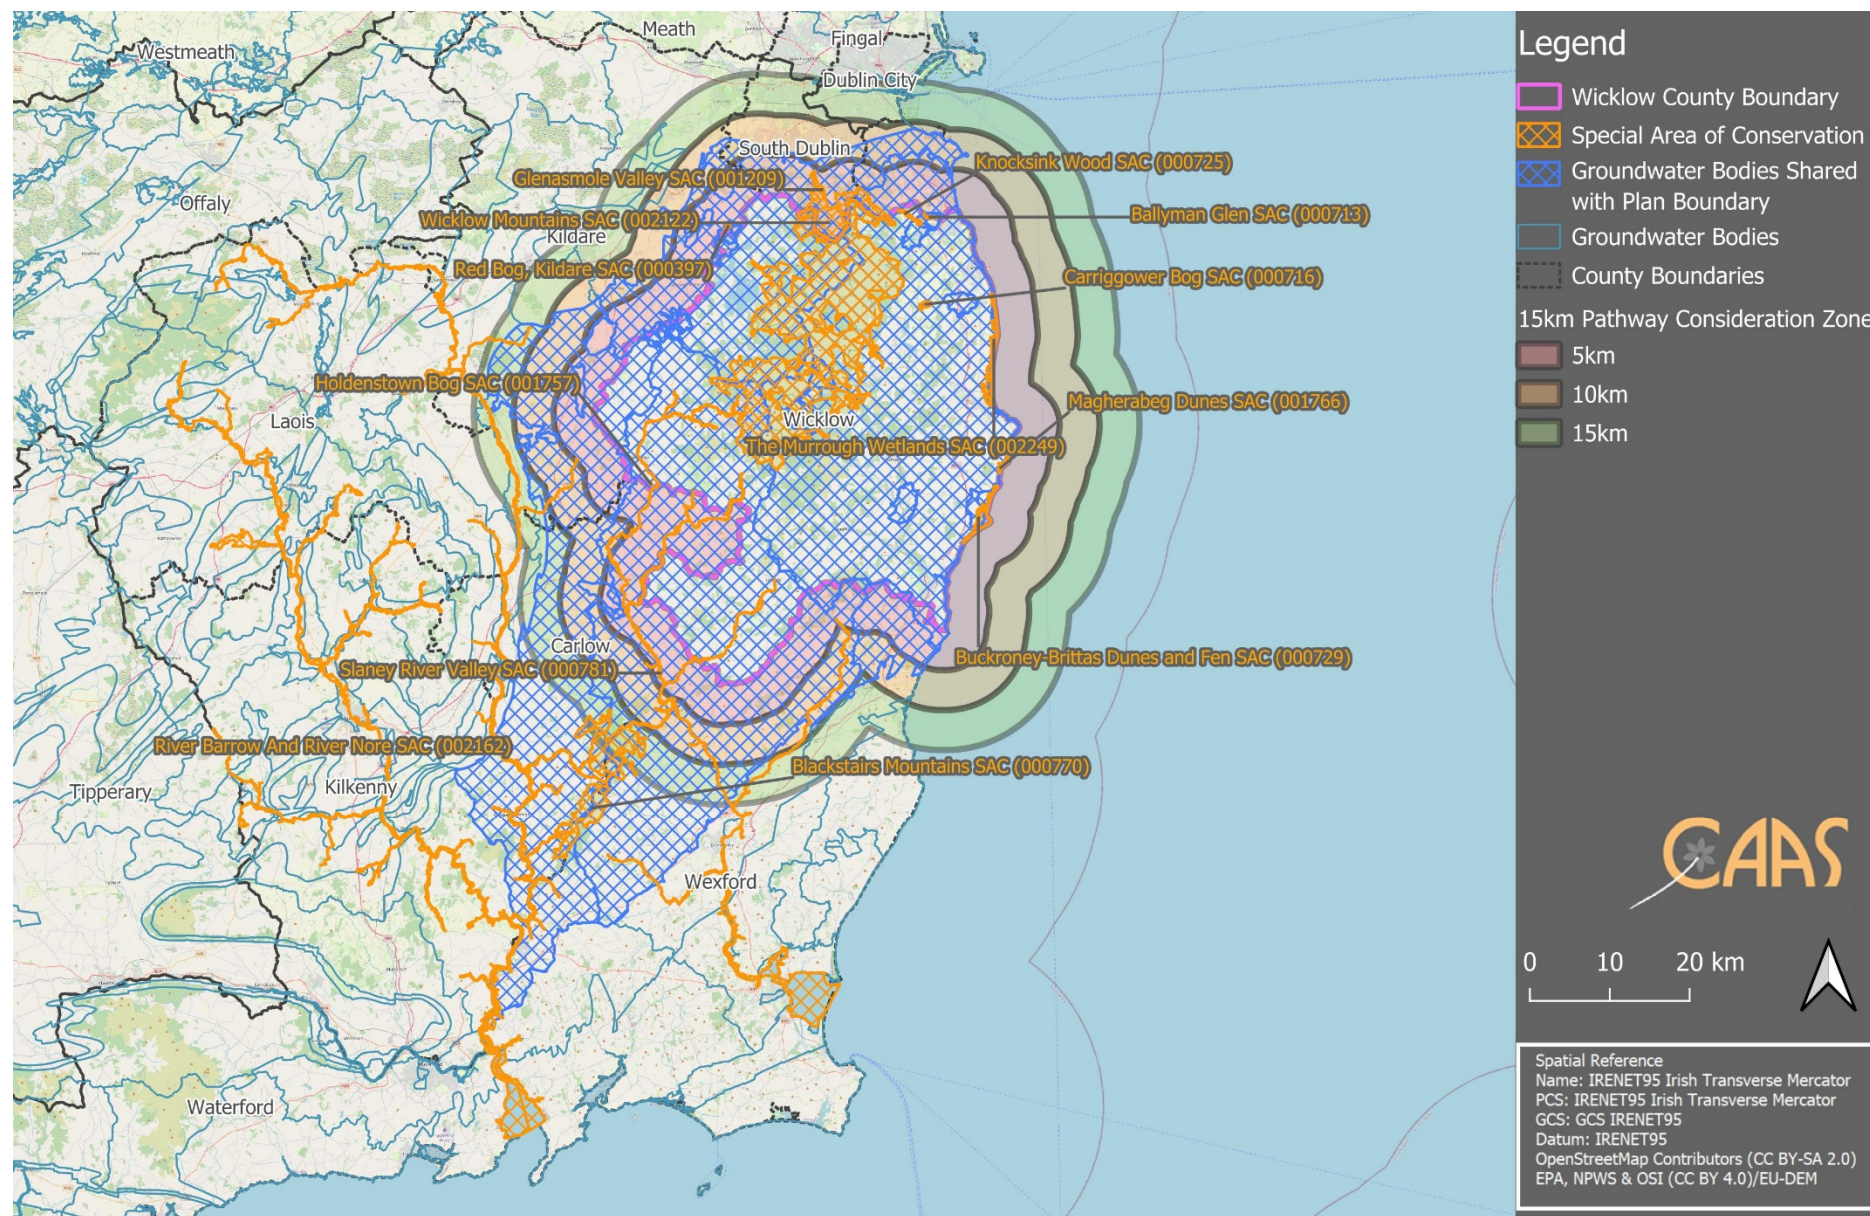 Meath
Westmeath
Fingal
Dublin City
South Dublin
Knocksink Wood SAC (000725)
Glenasmole Valley SAC (001209)
Offaly
Ballyman Glen SAC (000713)
Wicklow Mountains SAC (002122)
Kildare
Red Bog, Kildare SAC (000397)
Carriggower Bog SAC (000716)
Holdenstown Bog SAC (001757)
Magherabeg Dunes SAC (001766)
Laois
Wicklow
The Murrough Wetlands SAC (002249)
Carlow
Buckroney-Brittas Dunes and Fen SAC (000729)
Slaney River Valley SAC (000781)
River Barrow And River Nore SAC (002162)
Blackstairs Mountains SAC (000770)
Kilkenny
Tipperary
Wexford
Waterford
Legend
Wicklow County Boundary
Special Area of Conservation
Groundwater Bodies Shared
with Plan Boundary
Groundwater Bodies
County Boundaries
15km Pathway Consideration Zone
5km
10km
15km
CAAS
0 10 20 km
Spatial Reference
Name: IRENET95 Irish Transverse Mercator
PCS: IRENET95 Irish Transverse Mercator
GCS: GCS IRENET95
Datum: IRENET95
OpenStreetMap Contributors (CC BY-SA 2.0)
EPA, NPWS & OSI (CC BY 4.0)/EU-DEM